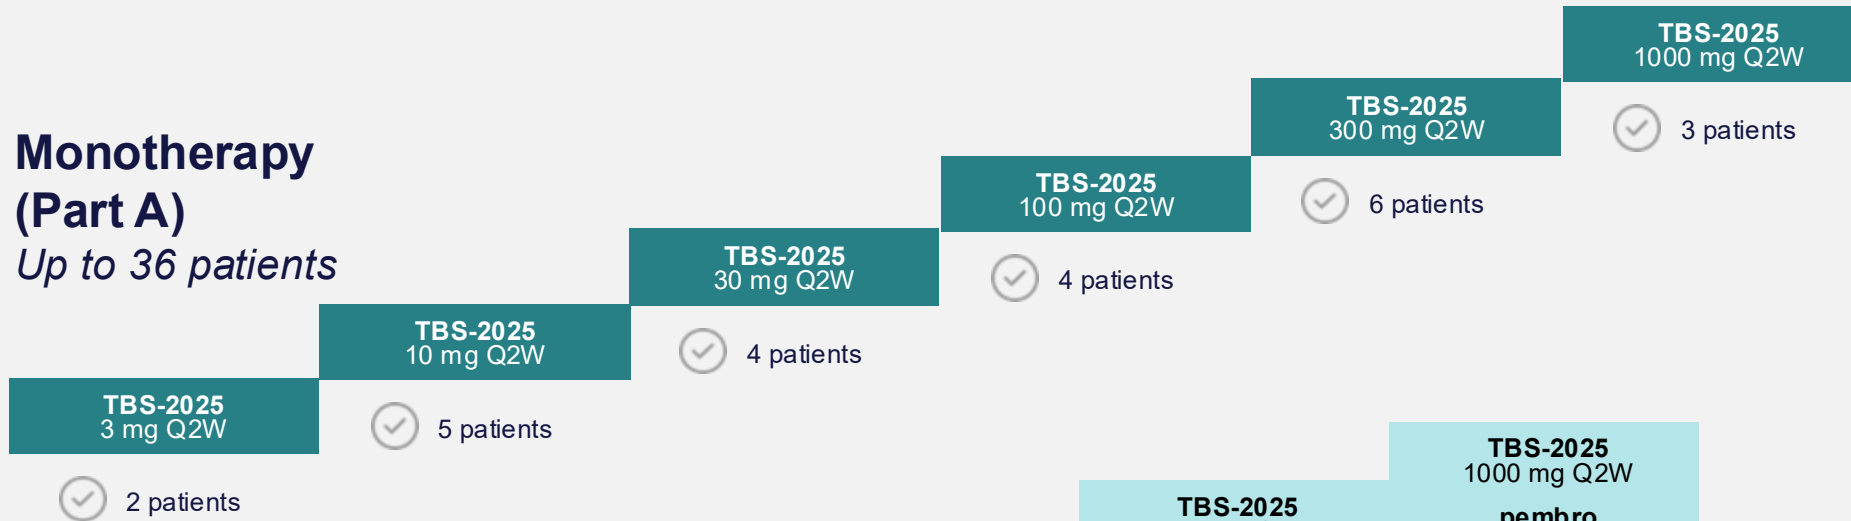 Monotherapy
(Part A)
Up to 36 patients
TBS-2025
3 mg Q2W
2 patients
TBS-2025
10 mg Q2W
5 patients
TBS-2025
30 mg Q2W
4 patients
TBS-2025
100 mg Q2W
4 patients
TBS-2025
300 mg Q2W
6 patients
TBS-2025
1000 mg Q2W
3 patients
TBS-2025
TBS-2025
1000 mg Q2W
pembro